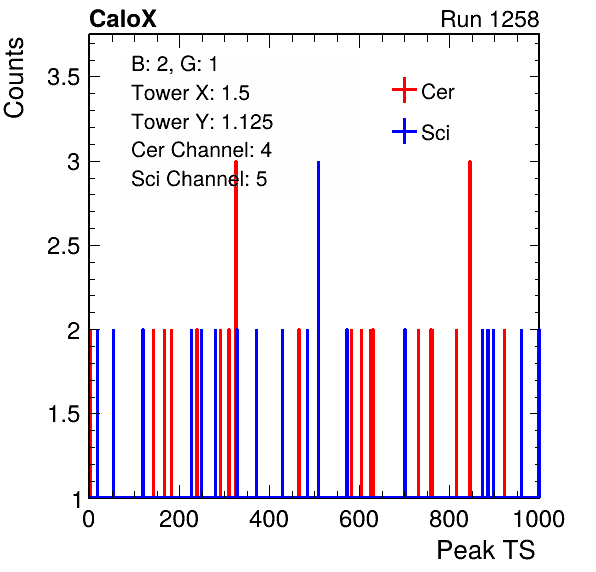 CaloX Run 1258
Counts
B: 2, G: 1
Tower X: 1.5
Tower Y: 1.125
Cer Channel: 4
Sci Channel: 5
Cer
Sci
3.5
3
2.5
2
1.5
1
0 200 400 600 800 1000
Peak TS